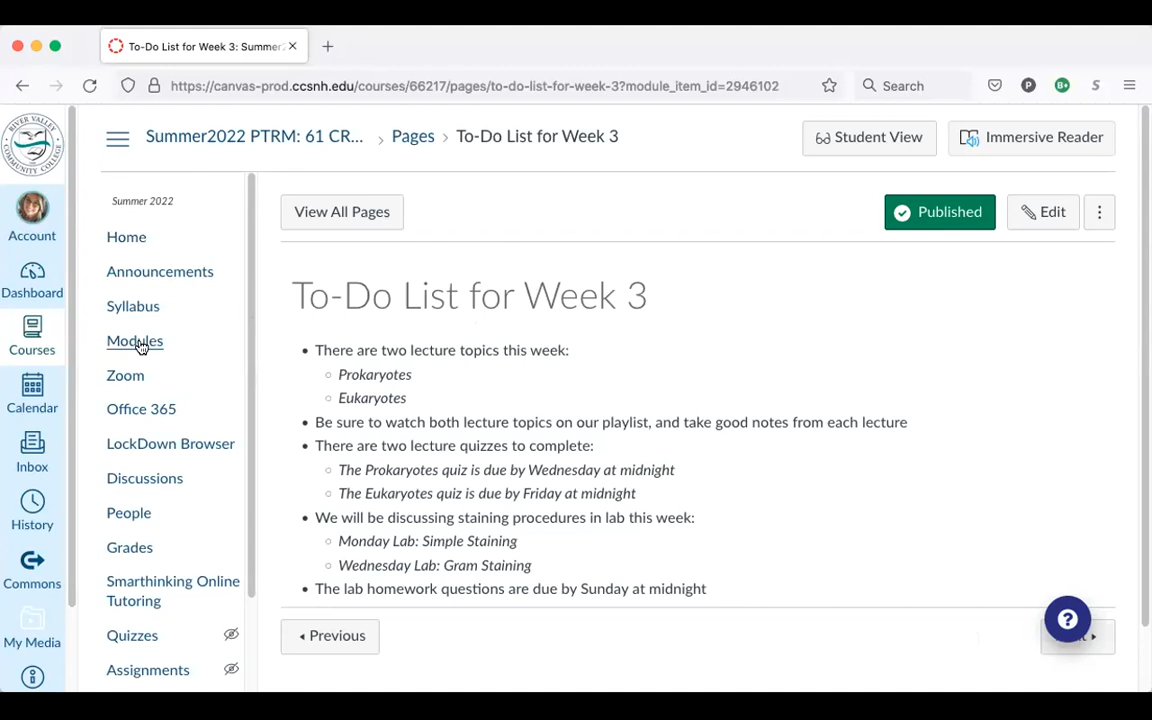 To-Do List for Week 3: Summer2
https://canvas-prod.ccsnh.edu/courses/66217/pages/to-do-list-for-week-3?module_item_id=2946102
Search
RIVER VALLEY
COMMUNITY COLLEGE
Summer2022 PTRM: 61 CR... › Pages › To-Do List for Week 3
Student View
Immersive Reader
Account
Dashboard
Courses
Calendar
Inbox
History
Commons
My Media
Summer 2022
Home
Announcements
Syllabus
Modules
Zoom
Office 365
LockDown Browser
Discussions
People
Grades
Smarthinking Online
Tutoring
Quizzes
Assignments
View All Pages
Published
Edit
To-Do List for Week 3
There are two lecture topics this week:
Prokaryotes
Eukaryotes
Be sure to watch both lecture topics on our playlist, and take good notes from each lecture
There are two lecture quizzes to complete:
The Prokaryotes quiz is due by Wednesday at midnight
The Eukaryotes quiz is due by Friday at midnight
We will be discussing staining procedures in lab this week:
Monday Lab: Simple Staining
Wednesday Lab: Gram Staining
The lab homework questions are due by Sunday at midnight
Previous